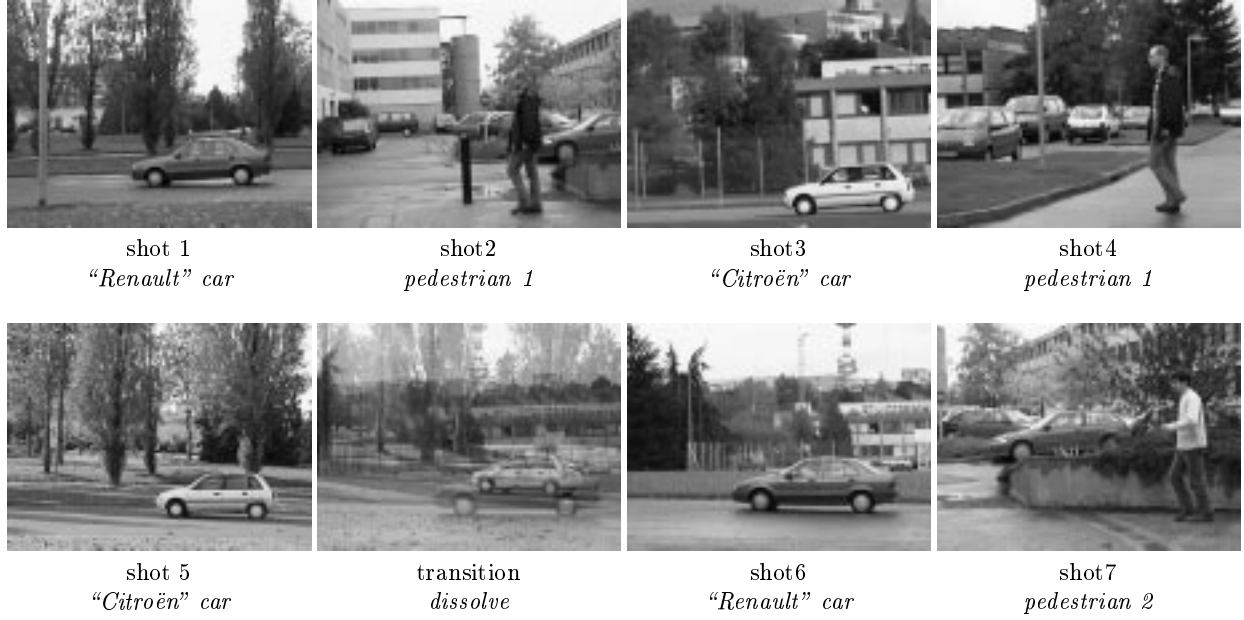 shot 1
“Renault” car
shot2
pedestrian 1
shot3
“Citroën” car
shot4
pedestrian 1
shot 5
“Citroën” car
transition
dissolve
shot6
“Renault” car
shot7
pedestrian 2